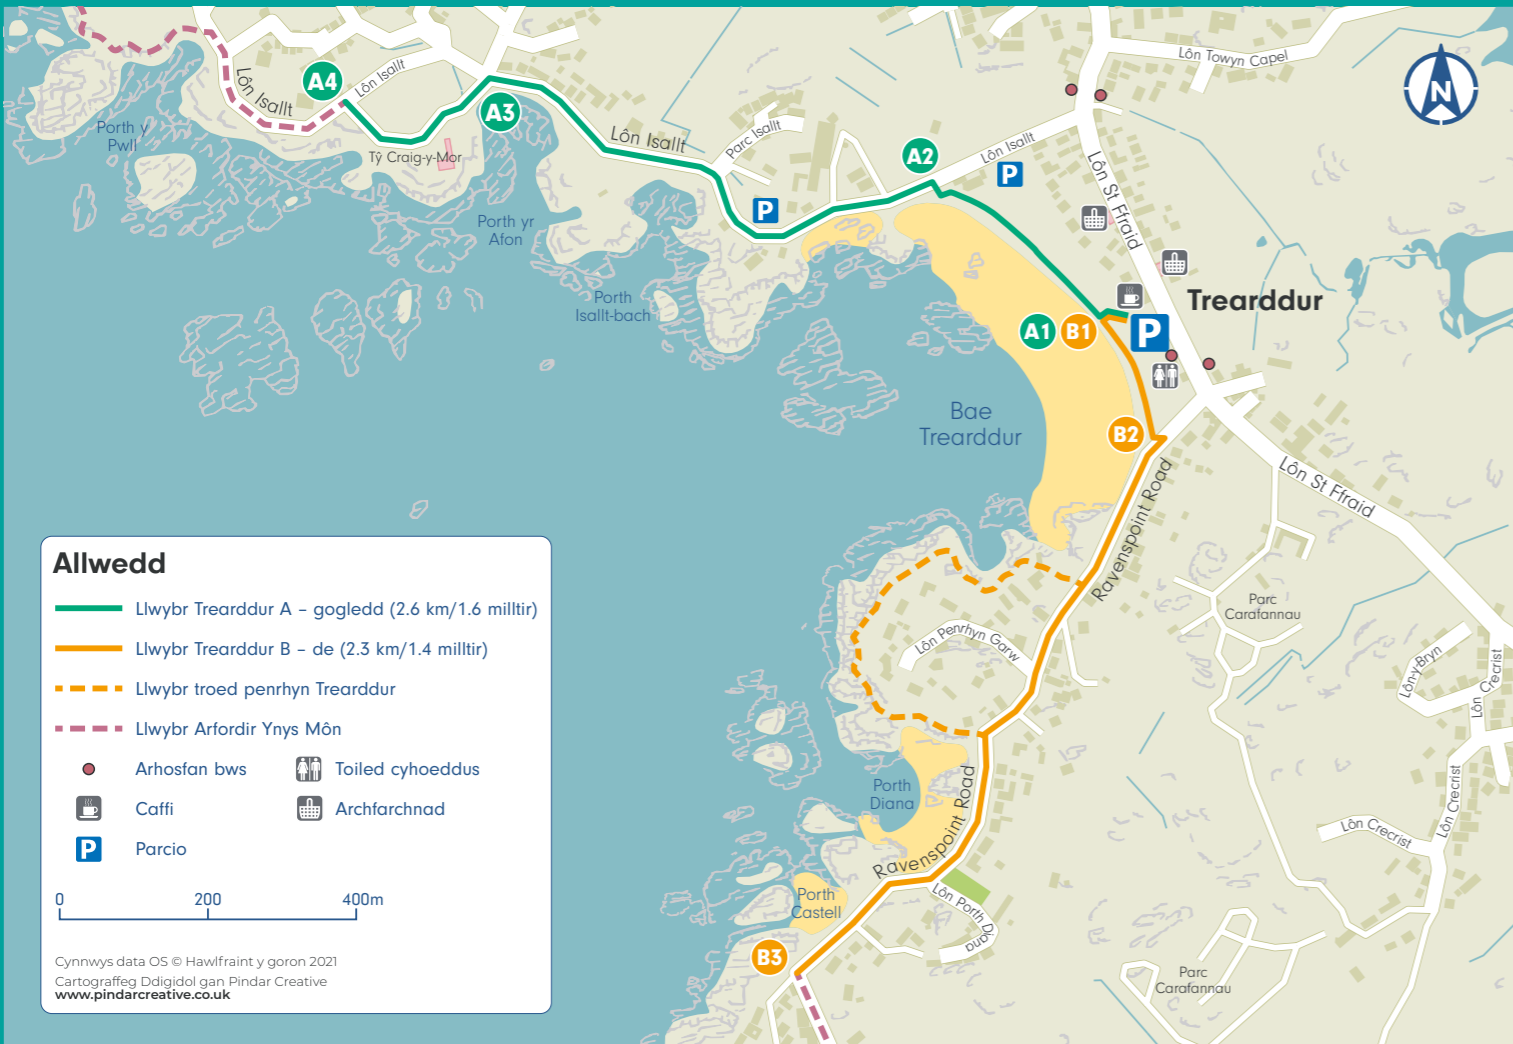 Lôn Towyn Capel
N
Lôn Isallt
A4
Lôn Isallt
A3
Porth y
Pwll
Tŷ Craig-y-Mor
Lôn Isallt
Parc Isallt
A2
Lôn Isallt
P
P
Lôn St Ffraid
Porth yr
Afon
Porth
Isallt-bach
Trearddur
A1
B1
P
Bae
Trearddur
B2
Lôn St Ffraid
Ravenspoint Road
Parc
Carafannau
Lôn Penrhyn Garw
Lôn-y-Bryn
Lôn Crecrist
Porth
Diana
Ravenspoint Road
Lôn Crecrist
Lôn Crecrist
Porth
Castell
Lôn Porth Diana
B3
Parc
Carafannau
Allwedd
Llwybr Trearddur A – gogledd (2.6 km/1.6 milltir)
Llwybr Trearddur B – de (2.3 km/1.4 milltir)
Llwybr troed penrhyn Trearddur
Llwybr Arfordir Ynys Môn
Arhosfan bws
Toiled cyhoeddus
Caffi
Archfarchnad
P
Parcio
0 200 400m
Cynnwys data OS © Hawlfraint y goron 2021
Cartograffeg Ddigidol gan Pindar Creative
www.pindarcreative.co.uk